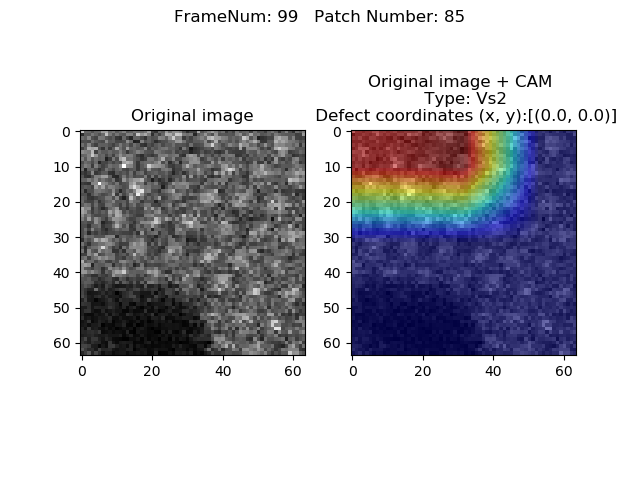 FrameNum: 99   Patch Number: 85
Original image
Original image + CAM
Type: Vs2
Defect coordinates (x, y):[(0.0, 0.0)]
0
10
20
30
40
50
60
0 20 40 60
0
10
20
30
40
50
60
0 20 40 60